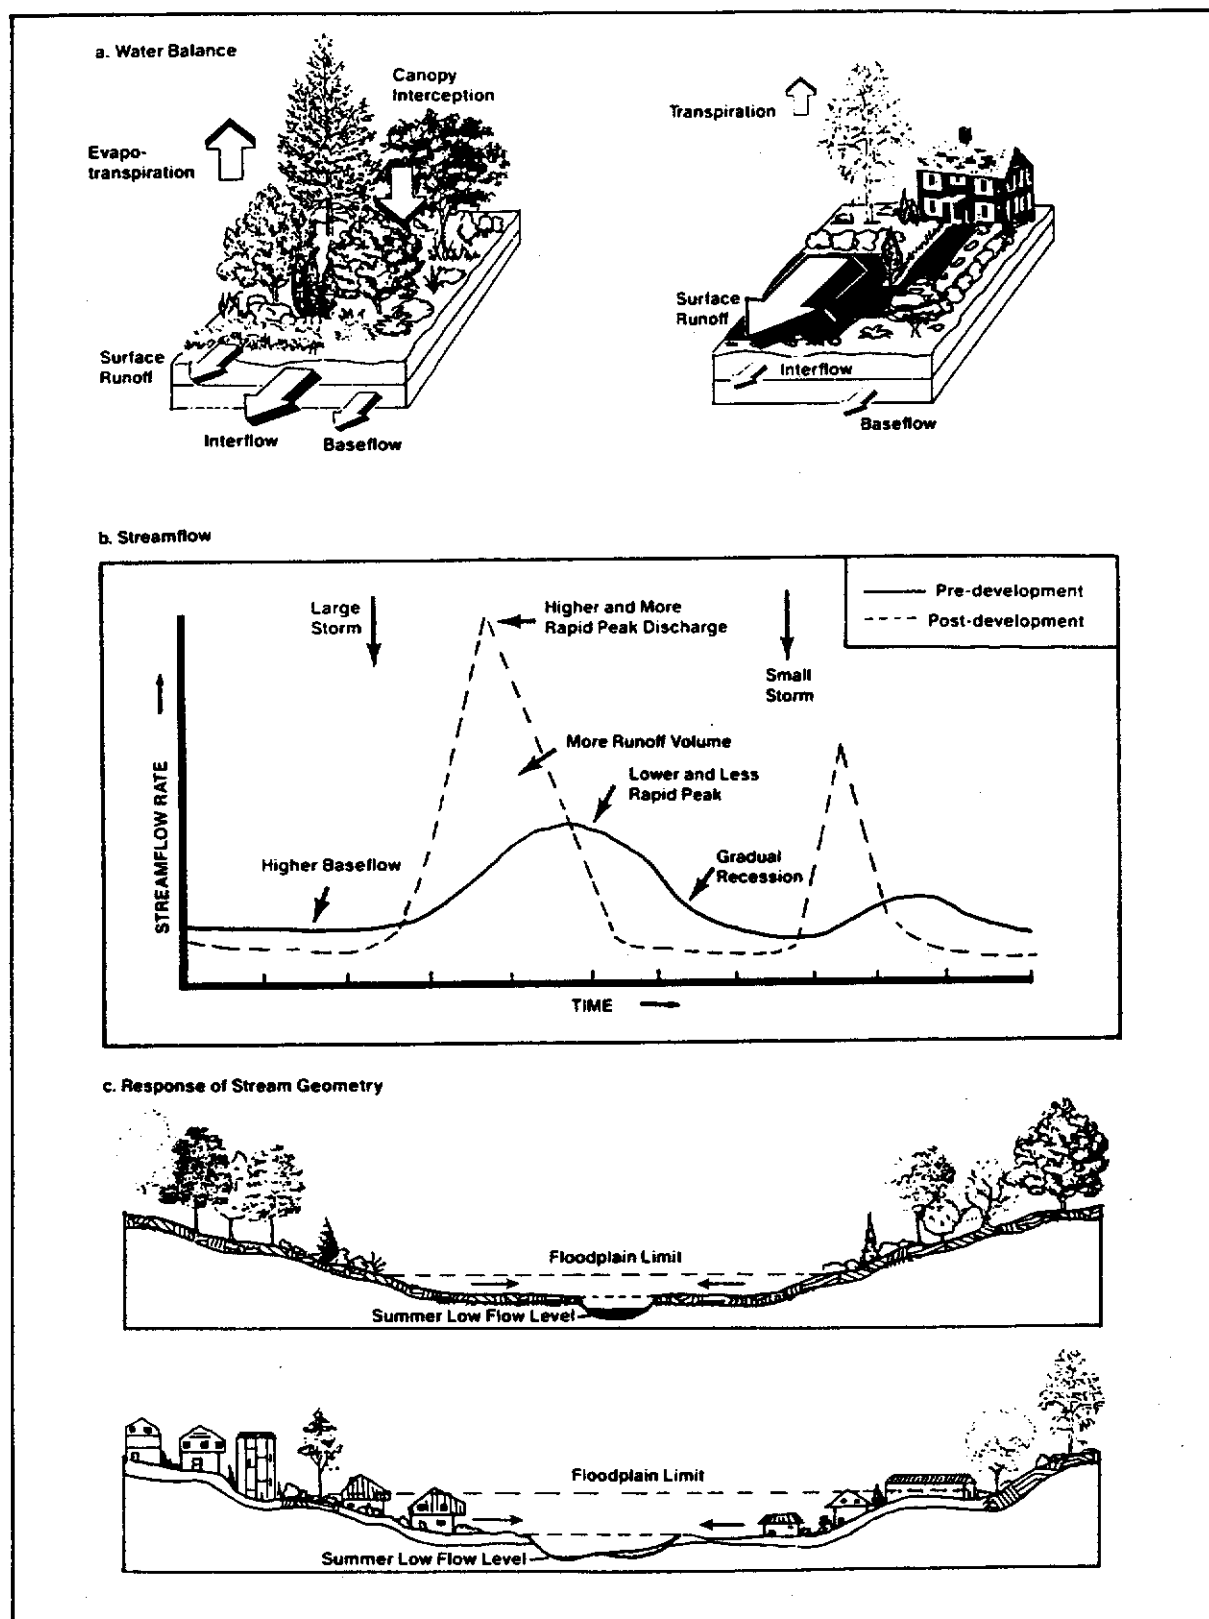 a. Water Balance
Canopy
Interception
Evapo-
transpiration
Surface
Runoff
Interflow
Baseflow
Transpiration
Surface
Runoff
Interflow
Baseflow
b. Streamflow
Large
Storm
Higher and More
Rapid Peak Discharge
Pre-development
Post-development
Small
Storm
More Runoff Volume
Lower and Less
Rapid Peak
Higher Baseflow
Gradual
Recession
STREAMFLOW RATE
TIME
c. Response of Stream Geometry
Floodplain Limit
Summer Low Flow Level
Floodplain Limit
Summer Low Flow Level